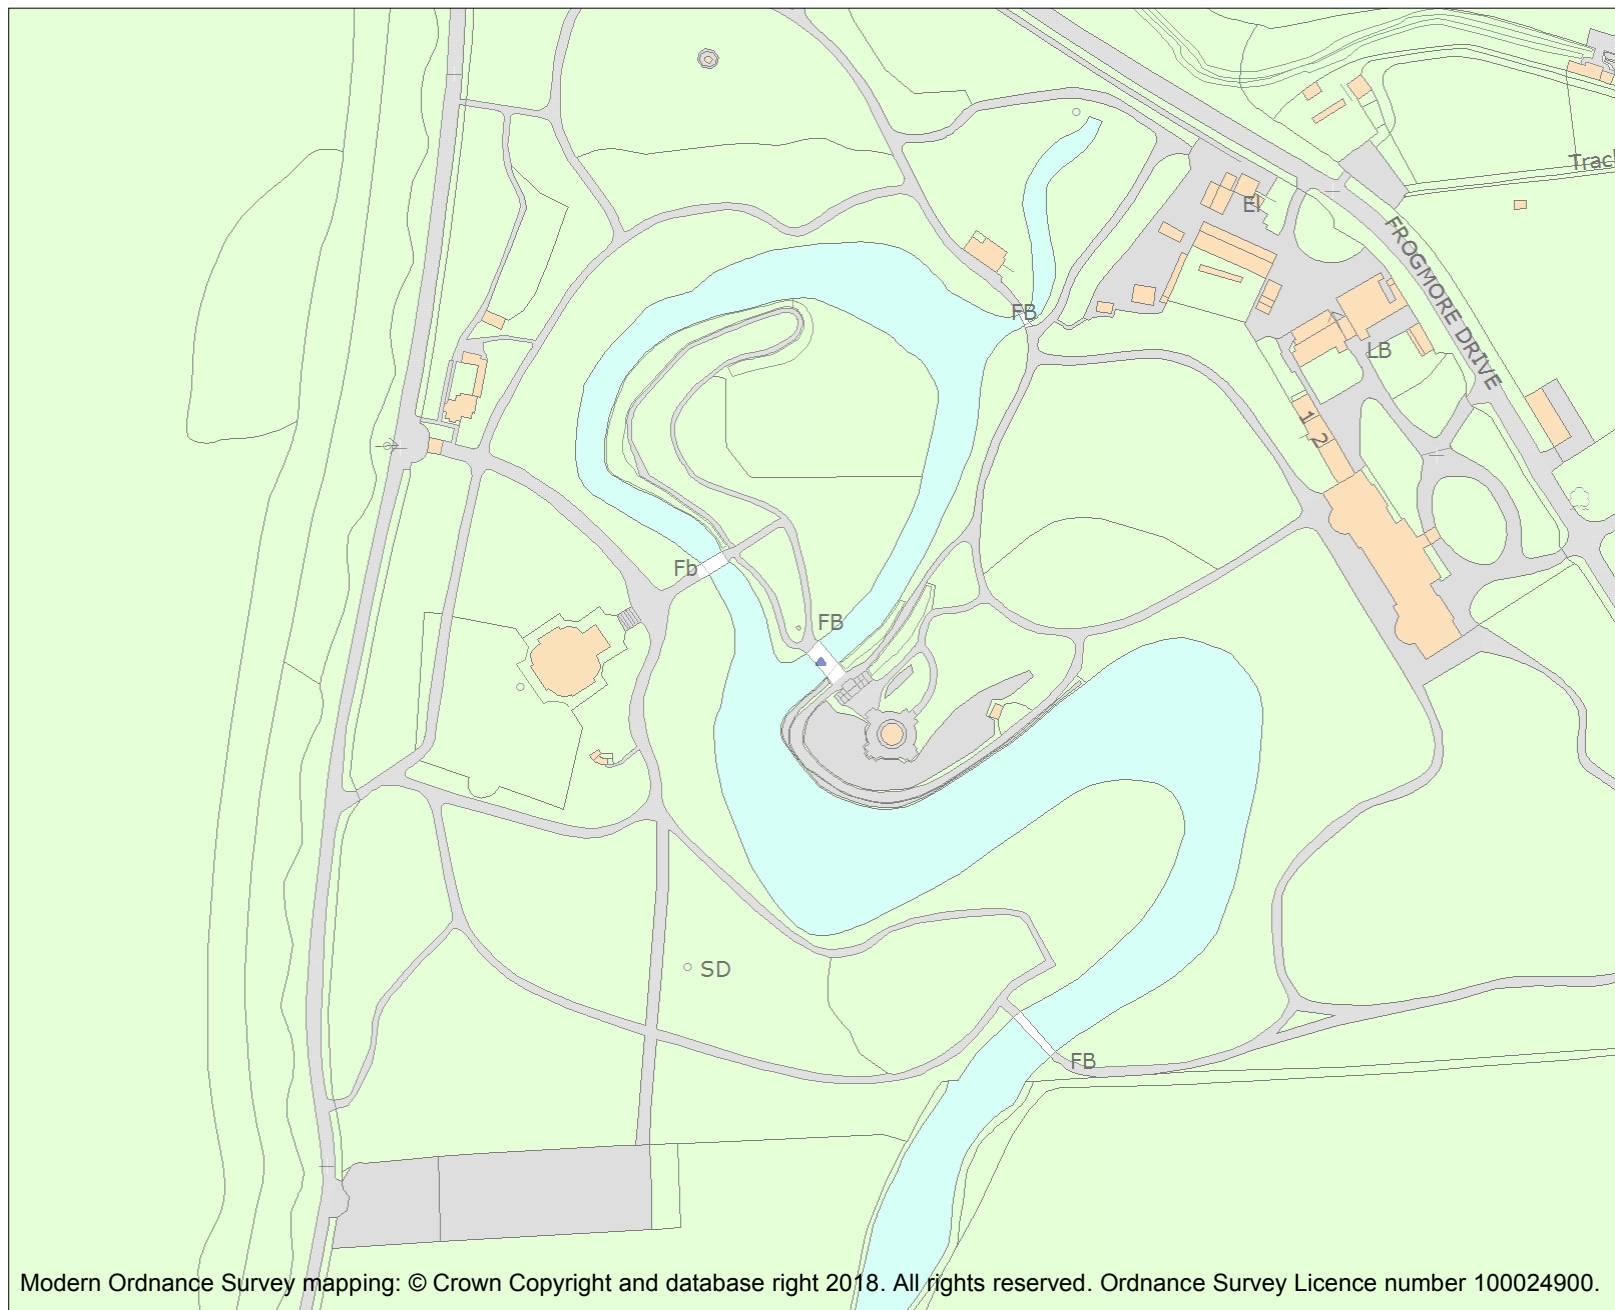 Trac
El
FROGMORE DRIVE
FB
LB
1
2
Fb
FB
SD
FB
Modern Ordnance Survey mapping: © Crown Copyright and database right 2018. All rights reserved. Ordnance Survey Licence number 100024900.